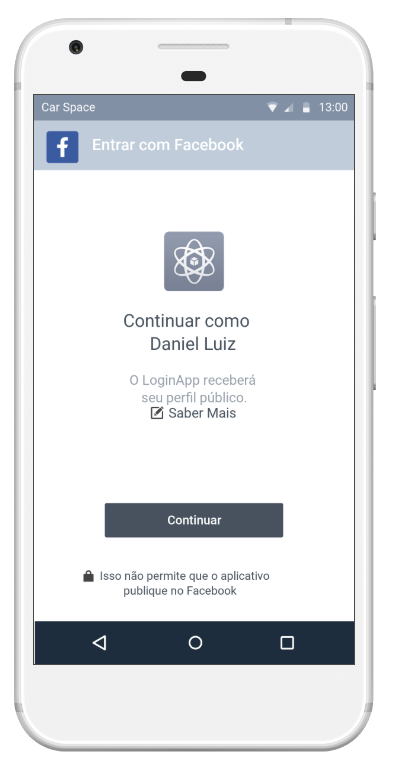 Car Space
13:00
f
Entrar com Facebook
Continuar como
Daniel Luiz
O LoginApp receberá
seu perfil público.
Saber Mais
Continuar
Isso não permite que o aplicativo
publique no Facebook